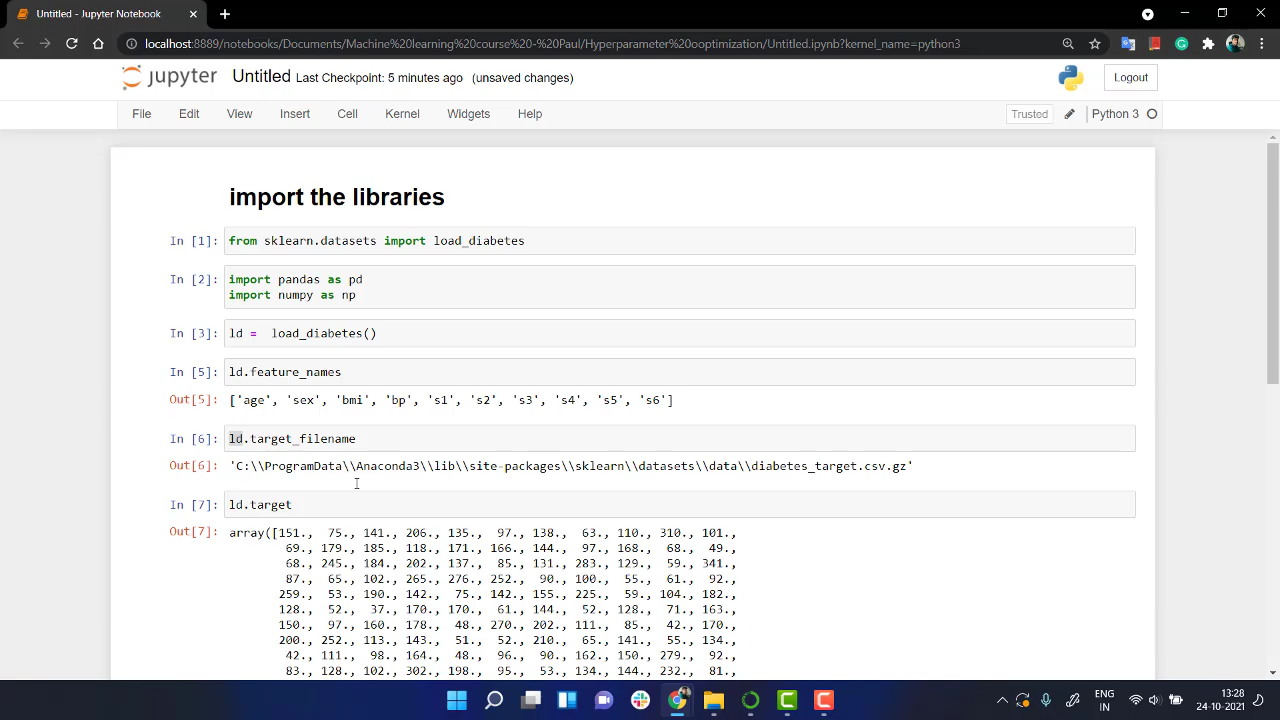 Untitled - Jupyter Notebook
localhost:8889/notebooks/Documents/Machine%20learning%20course%20-%20Paul/Hyperparameter%20ooptimization/Untitled.ipynb?kernel_name=python3
jupyter Untitled Last Checkpoint: 5 minutes ago (unsaved changes) Logout
File Edit View Insert Cell Kernel Widgets Help Trusted Python 3
import the libraries
In [1]: from sklearn.datasets import load_diabetes
In [2]: import pandas as pd
import numpy as np
In [3]: ld = load_diabetes()
In [5]: ld.feature_names
Out[5]: ['age', 'sex', 'bmi', 'bp', 's1', 's2', 's3', 's4', 's5', 's6']
In [6]: ld.target_filename
Out[6]: 'C:\\ProgramData\\Anaconda3\\lib\\site-packages\\sklearn\\datasets\\data\\diabetes_target.csv.gz'
In [7]: ld.target
Out[7]: array([151., 75., 141., 206., 135., 97., 138., 63., 110., 310., 101.,
69., 179., 185., 118., 171., 166., 144., 97., 168., 68., 49.,
68., 245., 184., 202., 137., 85., 131., 283., 129., 59., 341.,
87., 65., 102., 265., 276., 252., 90., 100., 55., 61., 92.,
259., 53., 190., 142., 75., 142., 155., 225., 59., 104., 182.,
128., 52., 37., 170., 170., 61., 144., 52., 128., 71., 163.,
150., 97., 160., 178., 48., 270., 202., 111., 85., 42., 170.,
200., 252., 113., 143., 51., 52., 210., 65., 141., 55., 134.,
42., 111., 98., 164., 48., 96., 90., 162., 150., 279., 92.,
83., 128., 102., 302., 198., 95., 53., 134., 144., 232., 81.,
ENG
IN
13:28
24-10-2021